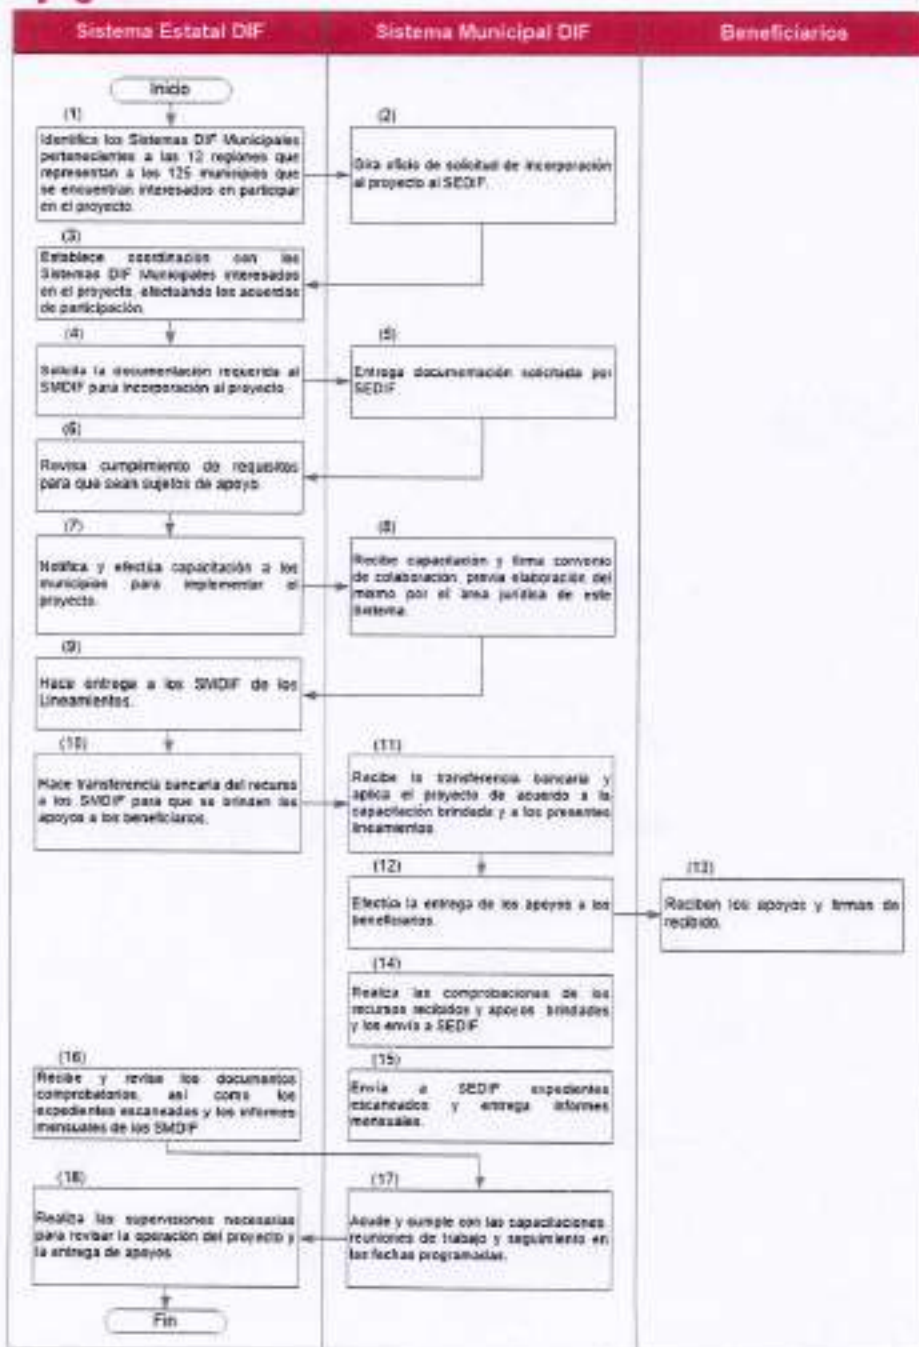 Sistema Estatal DIF
Sistema Municipal DIF
Beneficiarios
Inicio
(1)
Identifica los Sistemas DIF Municipales
pertenecientes a las 12 regiones que
representan a los 125 municipios que
se encuentran interesados en participar
en el proyecto.
(2)
Gira oficio de solicitud de incorporación
al proyecto al SEDIF.
(3)
Establece coordinación con los
Sistemas DIF Municipales interesados
en el proyecto, efectuando los acuerdos
de participación.
(4)
Solicita la documentación requerida al
SMDIF para incorporación al proyecto
(5)
Entrega documentación solicitada por
SEDIF.
(6)
Revisa cumplimiento de requisitos
para que sean sujetos de apoyo.
(7)
Notifica y efectúa capacitación a los
municipios para implementar el
proyecto.
(8)
Recibe capacitación y firma convenio
de colaboración, previa elaboración del
mismo por el área jurídica de este
Sistema.
(9)
Hace entrega a los SMDIF de los
Lineamientos.
(10)
Hace transferencia bancaria del recurso
a los SMDIF para que se brinden los
apoyos a los beneficiarios.
(11)
Recibe la transferencia bancaria y
aplica el proyecto de acuerdo a la
capacitación brindada y a los presentes
lineamientos.
(12)
Efectúa la entrega de los apoyos a los
beneficiarios.
(13)
Reciben los apoyos y firman de
recibido.
(14)
Realiza las comprobaciones de los
recursos recibidos y apoyos brindados
y los envía a SEDIF
(15)
Envía a SEDIF expedientes
escaneados y entrega informes
mensuales.
(16)
Recibe y revisa los documentos
comprobatorios, así como los
expedientes escaneados y los informes
mensuales de los SMDIF
(17)
Acude y cumple con las capacitaciones,
reuniones de trabajo y seguimiento en
las fechas programadas.
(18)
Realiza las supervisiones necesarias
para revisar la operación del proyecto y
la entrega de apoyos
Fin